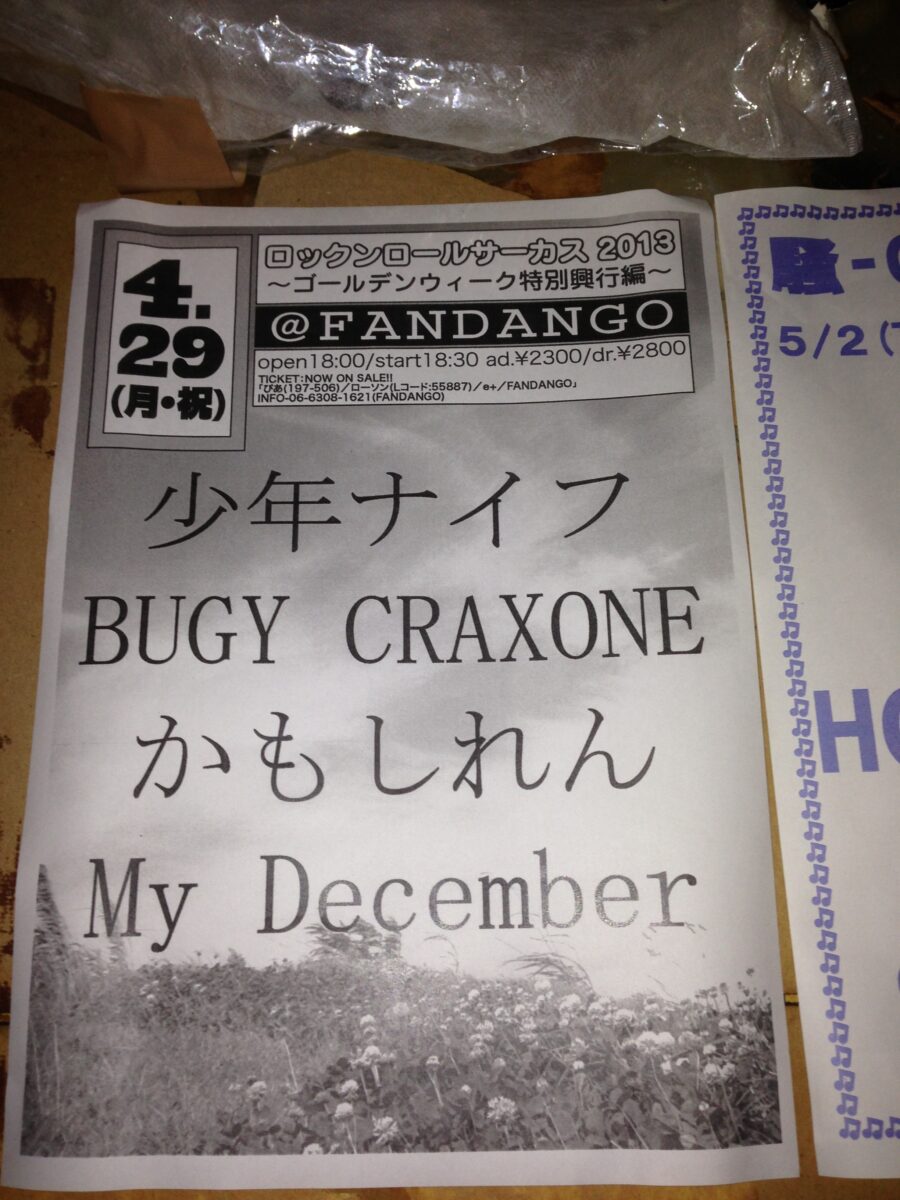 4.
29
(月・祝)
ロックンロールサーカス 2013
～ゴールデンウィーク特別興行編～
@FANDANGO
open18:00/start18:30 ad.¥2300/dr.¥2800
TICKET:NOW ON SALE!!
「ぴあ(197-506)／ローソン(Lコード:55887)／e+／FANDANGO」
INFO-06-6308-1621(FANDANGO)
少年ナイフ
BUGY CRAXONE
かもしれん
My December
騒-
5/2(
HO